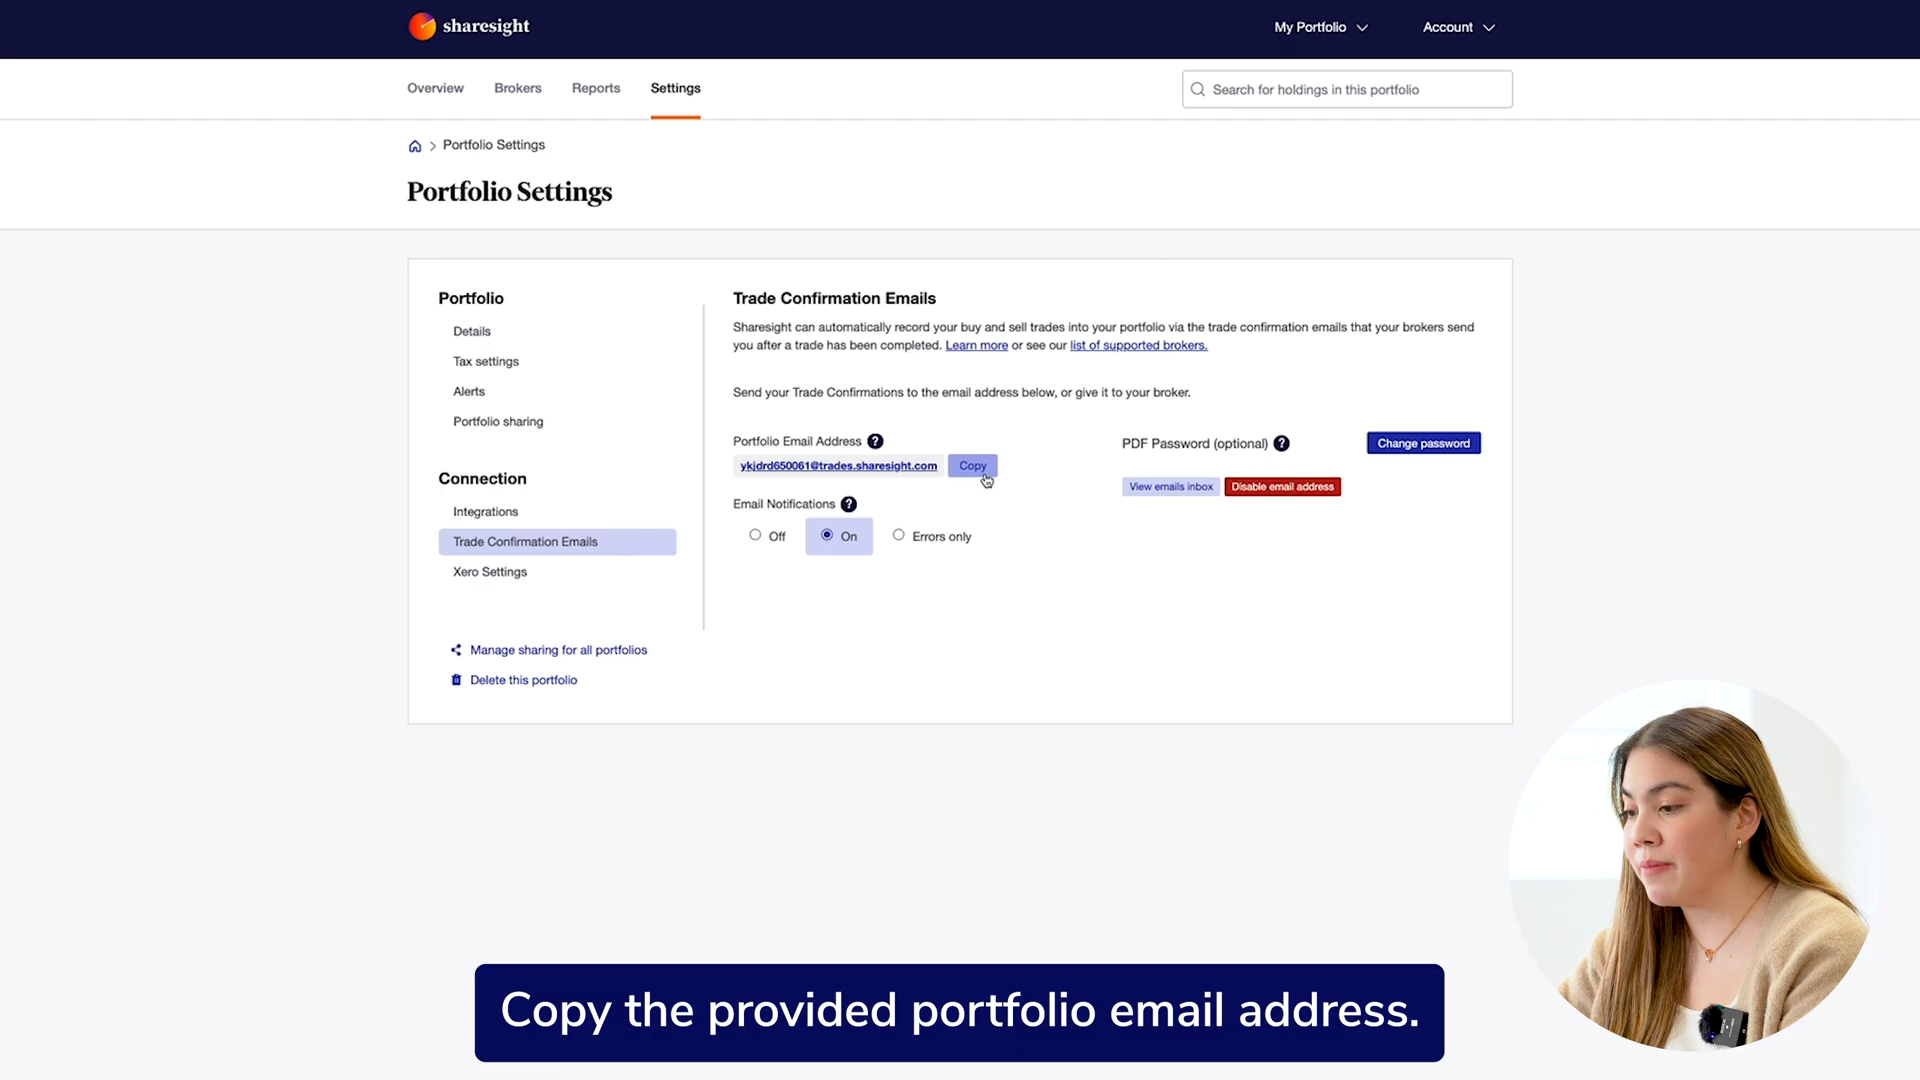 sharesight
My Portfolio
Account
Overview
Brokers
Reports
Settings
Search for holdings in this portfolio
Portfolio Settings
Portfolio Settings
Portfolio
Details
Tax settings
Alerts
Portfolio sharing
Connection
Integrations
Trade Confirmation Emails
Xero Settings
Manage sharing for all portfolios
Delete this portfolio
Trade Confirmation Emails
Sharesight can automatically record your buy and sell trades into your portfolio via the trade confirmation emails that your brokers send
you after a trade has been completed. Learn more or see our list of supported brokers.
Send your Trade Confirmations to the email address below, or give it to your broker.
Portfolio Email Address ?
ykjdrd650061@trades.sharesight.com Copy
Email Notifications ?
Off On Errors only
PDF Password (optional) ? Change password
View emails inbox Disable email address
Copy the provided portfolio email address.